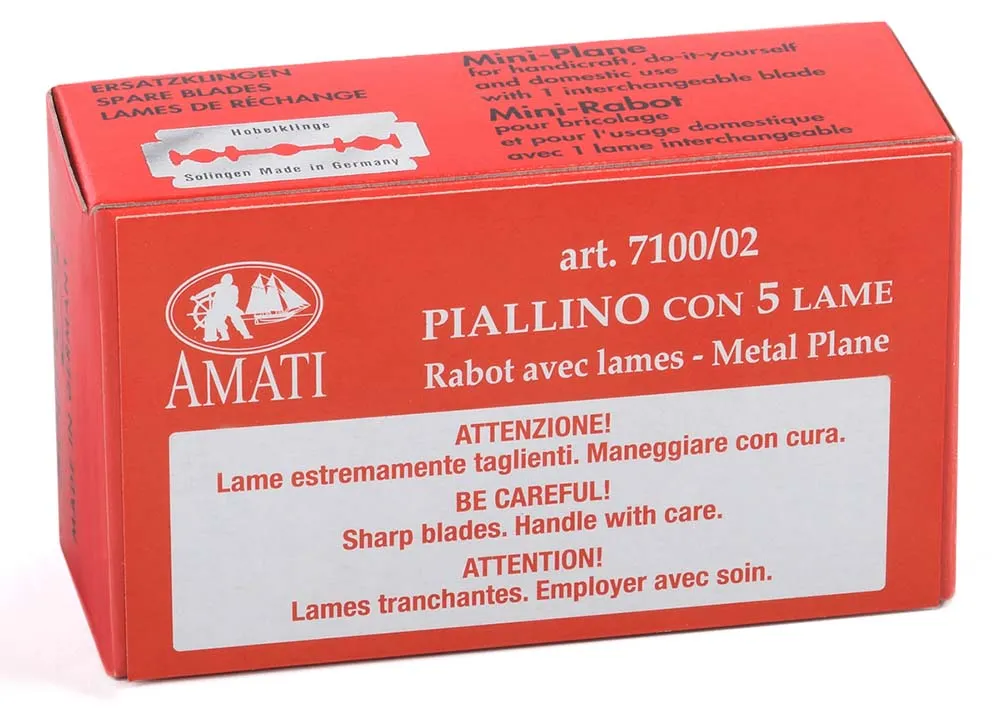 ERSATZKLINGEN
SPARE BLADES
LAMES DE RÉCHANGE
Hobelklinge
Solingen Made in Germany
Mini-Plane
for handicraft, do-it-yourself
and domestic use
with 1 interchangeable blade
Mini-Rabot
pour bricolage
et pour l'usage domestique
avec 1 lame interchangeable
MADE IN GERMANY
AMATI
art. 7100/02
PIALLINO CON 5 LAME
Rabot avec lames - Metal Plane
ATTENZIONE!
Lame estremamente taglienti. Maneggiare con cura.
BE CAREFUL!
Sharp blades. Handle with care.
ATTENTION!
Lames tranchantes. Employer avec soin.